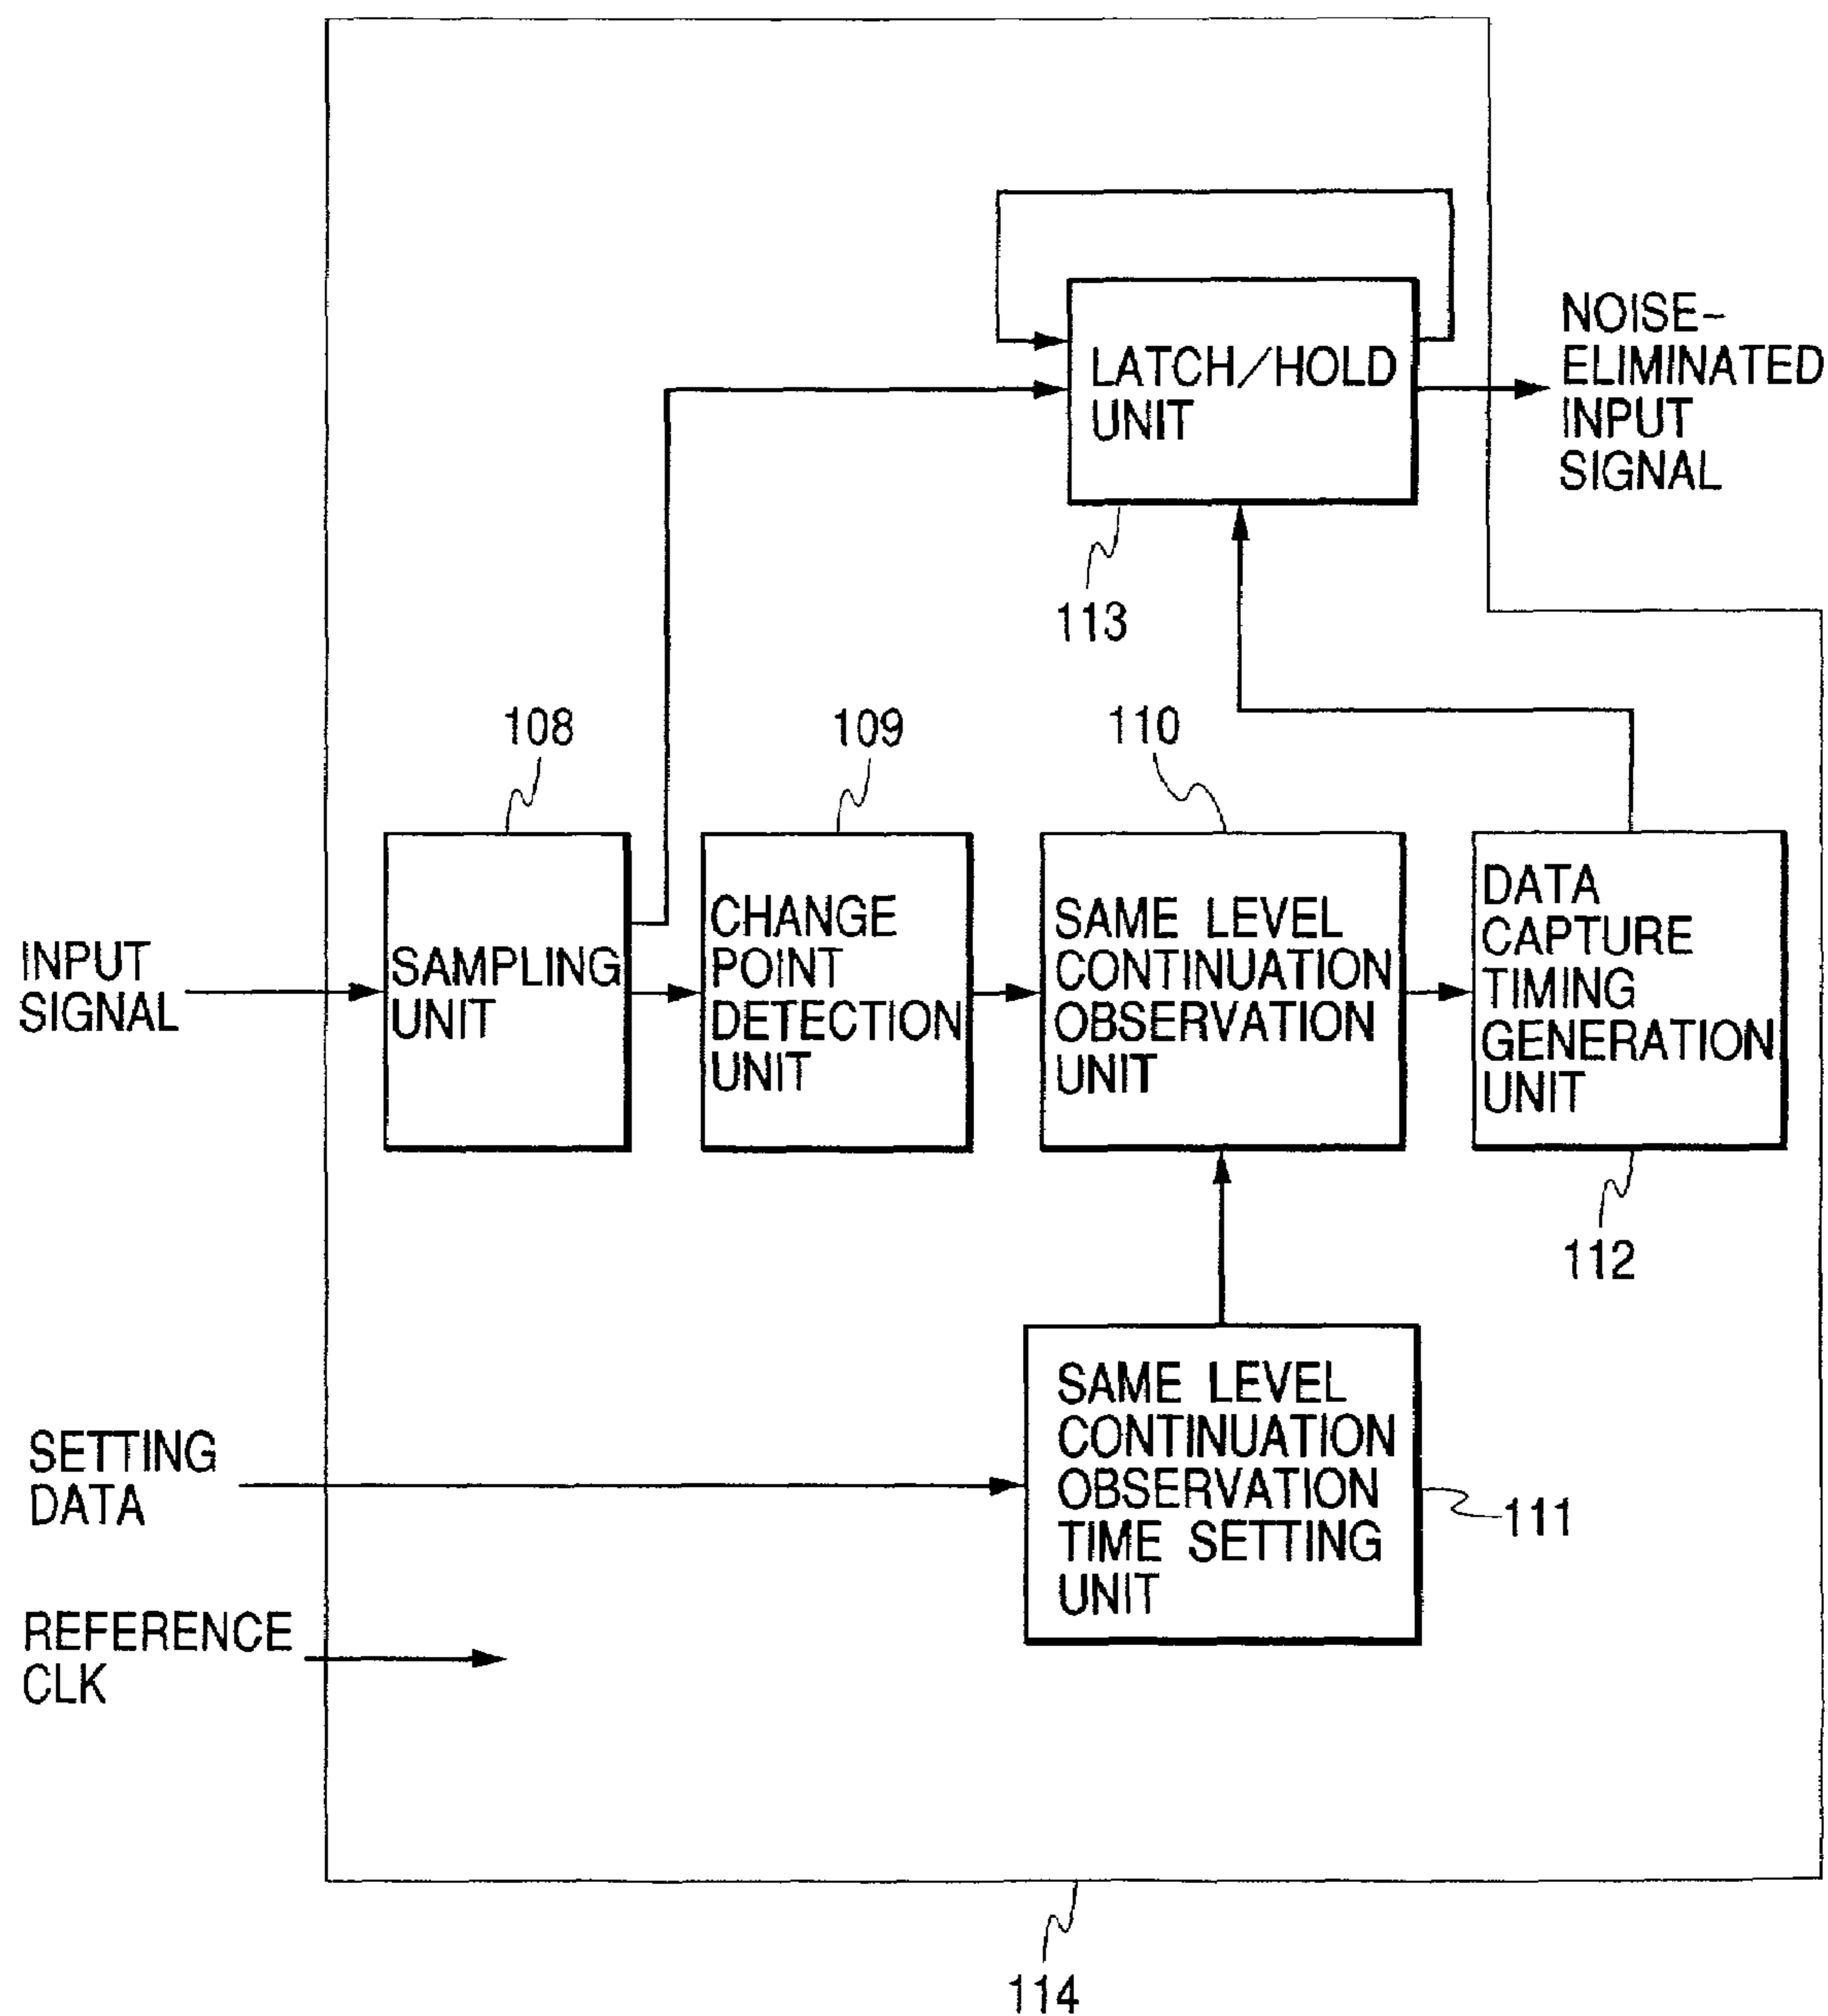 NOISE-
ELIMINATED
INPUT
SIGNAL
LATCH/HOLD
UNIT
113
108
109
110
INPUT
SIGNAL
SAMPLING
UNIT
CHANGE
POINT
DETECTION
UNIT
SAME LEVEL
CONTINUATION
OBSERVATION
UNIT
DATA
CAPTURE
TIMING
GENERATION
UNIT
112
SETTING
DATA
SAME LEVEL
CONTINUATION
OBSERVATION
TIME SETTING
UNIT
111
REFERENCE
CLK
114